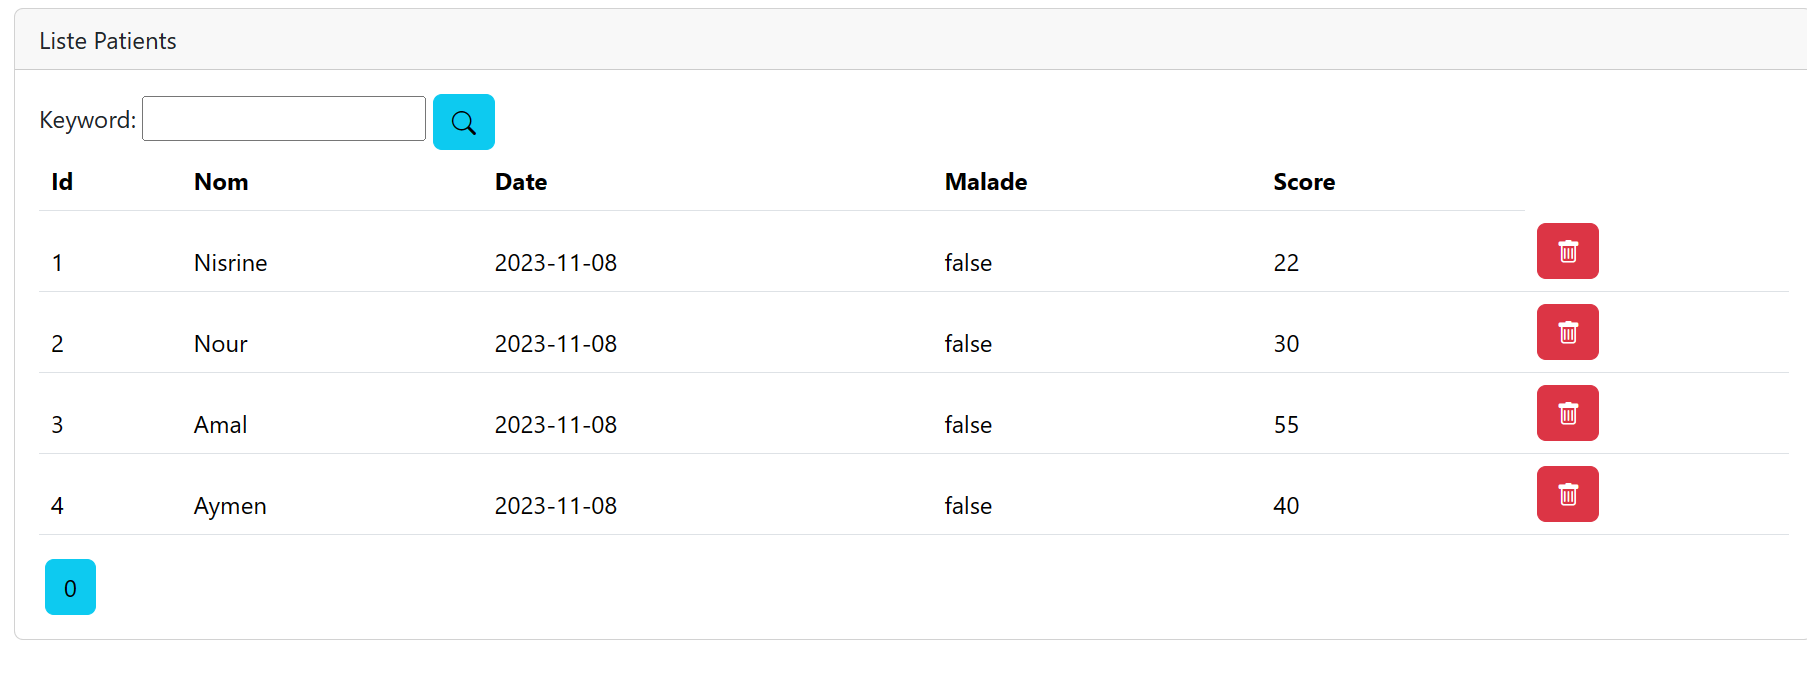 Liste Patients
Keyword:
Id Nom Date Malade Score
1 Nisrine 2023-11-08 false 22
2 Nour 2023-11-08 false 30
3 Amal 2023-11-08 false 55
4 Aymen 2023-11-08 false 40
0